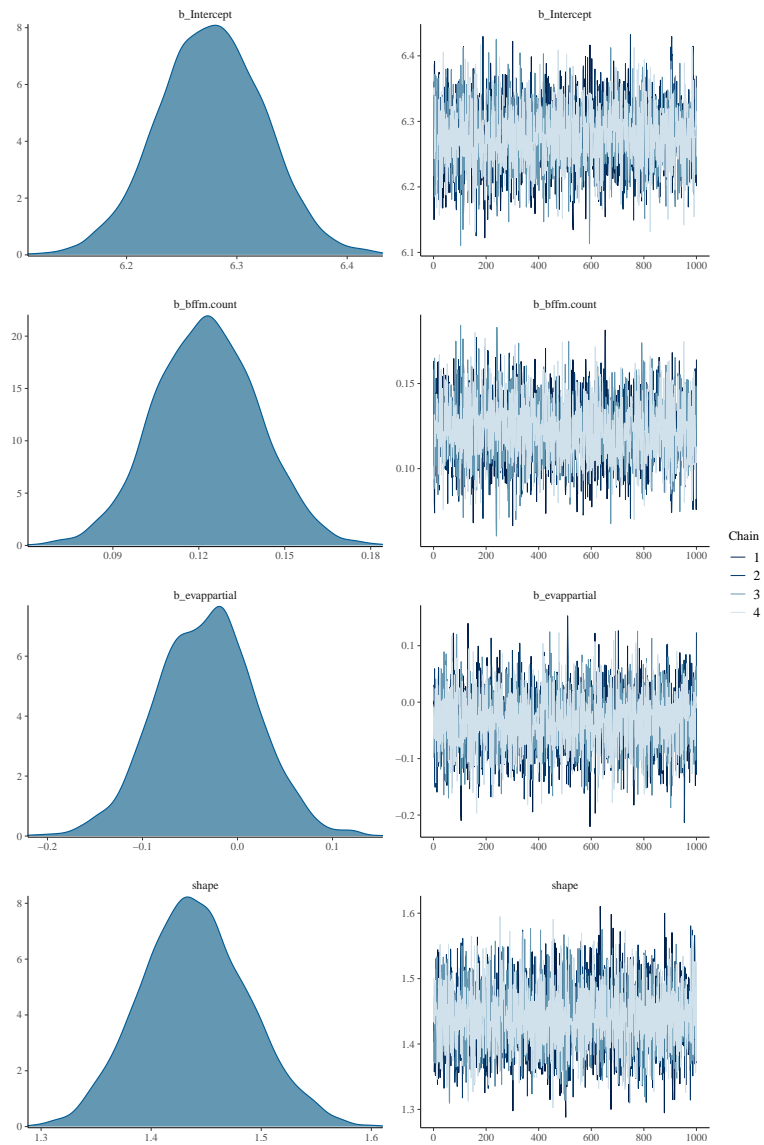 b_Intercept
8
6
4
2
0
6.2 6.3 6.4
b_Intercept
6.4
6.3
6.2
6.1
0 200 400 600 800 1000
b_bffm.count
20
15
10
5
0
0.09 0.12 0.15 0.18
b_bffm.count
0.15
0.10
0 200 400 600 800 1000
b_evappartial
6
4
2
0
−0.2 −0.1 0.0 0.1
b_evappartial
0.1
0.0
−0.1
−0.2
0 200 400 600 800 1000
shape
8
6
4
2
0
1.3 1.4 1.5 1.6
shape
1.6
1.5
1.4
1.3
0 200 400 600 800 1000
Chain
1
2
3
4